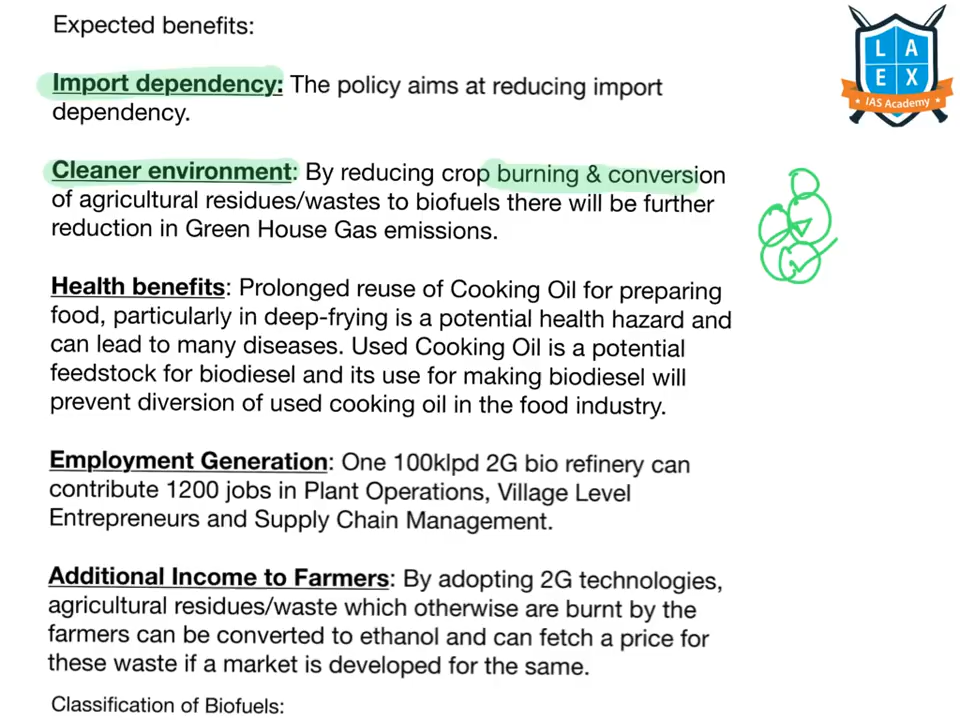 Expected benefits:
Import dependency: The policy aims at reducing import
dependency.
Cleaner environment: By reducing crop burning & conversion
of agricultural residues/wastes to biofuels there will be further
reduction in Green House Gas emissions.
Health benefits: Prolonged reuse of Cooking Oil for preparing
food, particularly in deep-frying is a potential health hazard and
can lead to many diseases. Used Cooking Oil is a potential
feedstock for biodiesel and its use for making biodiesel will
prevent diversion of used cooking oil in the food industry.
Employment Generation: One 100klpd 2G bio refinery can
contribute 1200 jobs in Plant Operations, Village Level
Entrepreneurs and Supply Chain Management.
Additional Income to Farmers: By adopting 2G technologies,
agricultural residues/waste which otherwise are burnt by the
farmers can be converted to ethanol and can fetch a price for
these waste if a market is developed for the same.
Classification of Biofuels:
L A
E X
IAS Academy